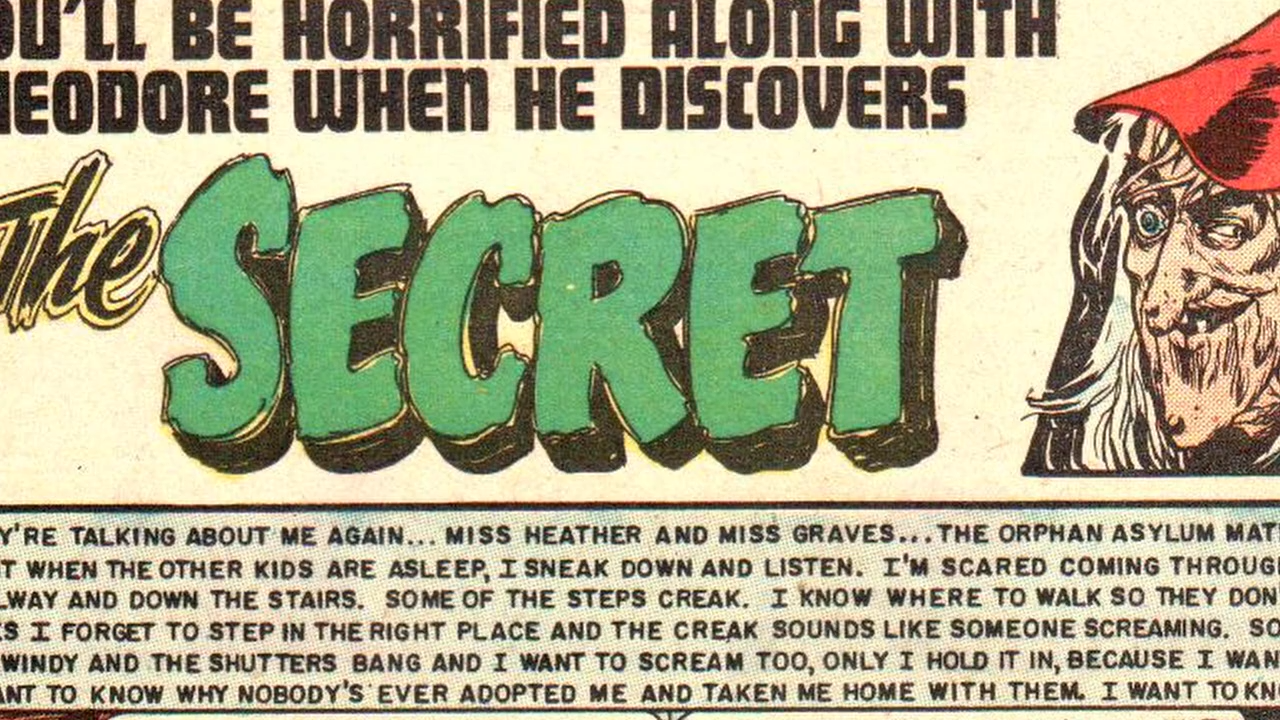 OU'LL BE HORRIFIED ALONG WITH
HEODORE WHEN HE DISCOVERS
The SECRET
Y'RE TALKING ABOUT ME AGAIN... MISS HEATHER AND MISS GRAVES... THE ORPHAN ASYLUM MAT
T WHEN THE OTHER KIDS ARE ASLEEP, I SNEAK DOWN AND LISTEN. I'M SCARED COMING THROUG
LWAY AND DOWN THE STAIRS. SOME OF THE STEPS CREAK. I KNOW WHERE TO WALK SO THEY DON
ES I FORGET TO STEP IN THE RIGHT PLACE AND THE CREAK SOUNDS LIKE SOMEONE SCREAMING. SO
WINDY AND THE SHUTTERS BANG AND I WANT TO SCREAM TOO, ONLY I HOLD IT IN, BECAUSE I WAN
ANT TO KNOW WHY NOBODY'S EVER ADOPTED ME AND TAKEN ME HOME WITH THEM. I WANT TO KN